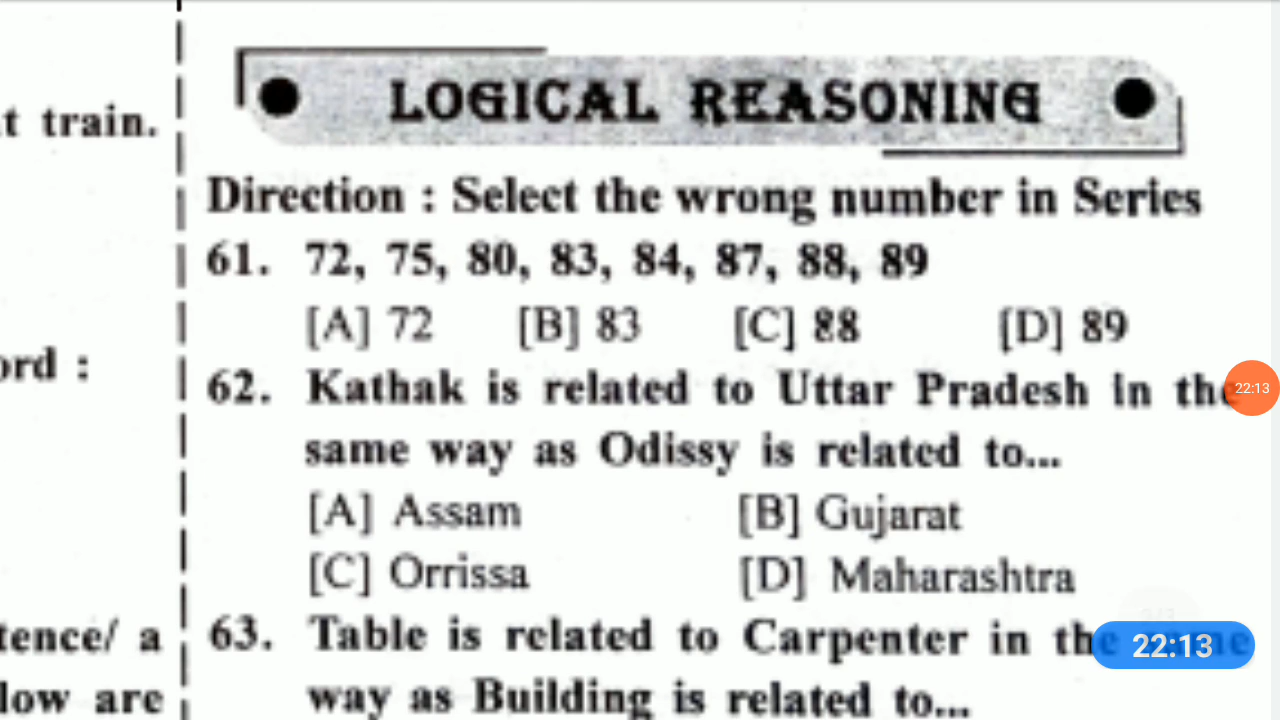 LOGICAL REASONING
t train.
Direction : Select the wrong number in Series
61. 72, 75, 80, 83, 84, 87, 88, 89
[A] 72 [B] 83 [C] 88 [D] 89
ord :
62. Kathak is related to Uttar Pradesh in the
22:13
same way as Odissy is related to...
[A] Assam [B] Gujarat
[C] Orrissa [D] Maharashtra
tence/ a
63. Table is related to Carpenter in the
22:13
low are
way as Building is related to...